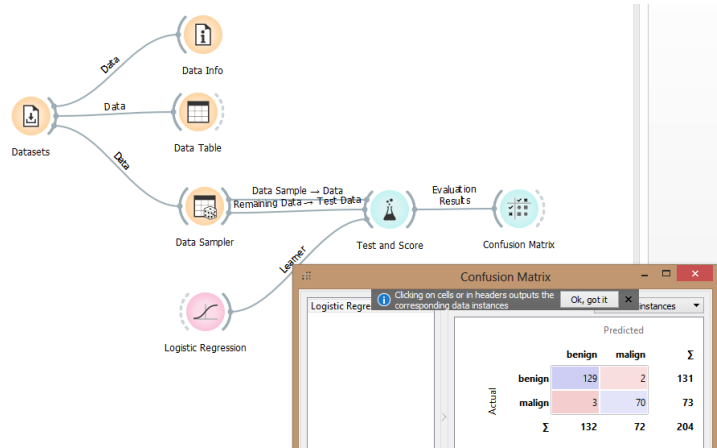 Data
Data Info
Data
Data Table
Datasets
Data
Data Sample → Data
Remaining Data → Test Data
Evaluation
Results
Data Sampler
Test and Score
Confusion Matrix
Learner
Logistic Regression
Confusion Matrix
Logistic Regre
Clicking on cells or in headers outputs the
corresponding data instances
Ok, got it
instances
Predicted
benign malign Σ
Actual
benign 129 2 131
malign 3 70 73
Σ 132 72 204